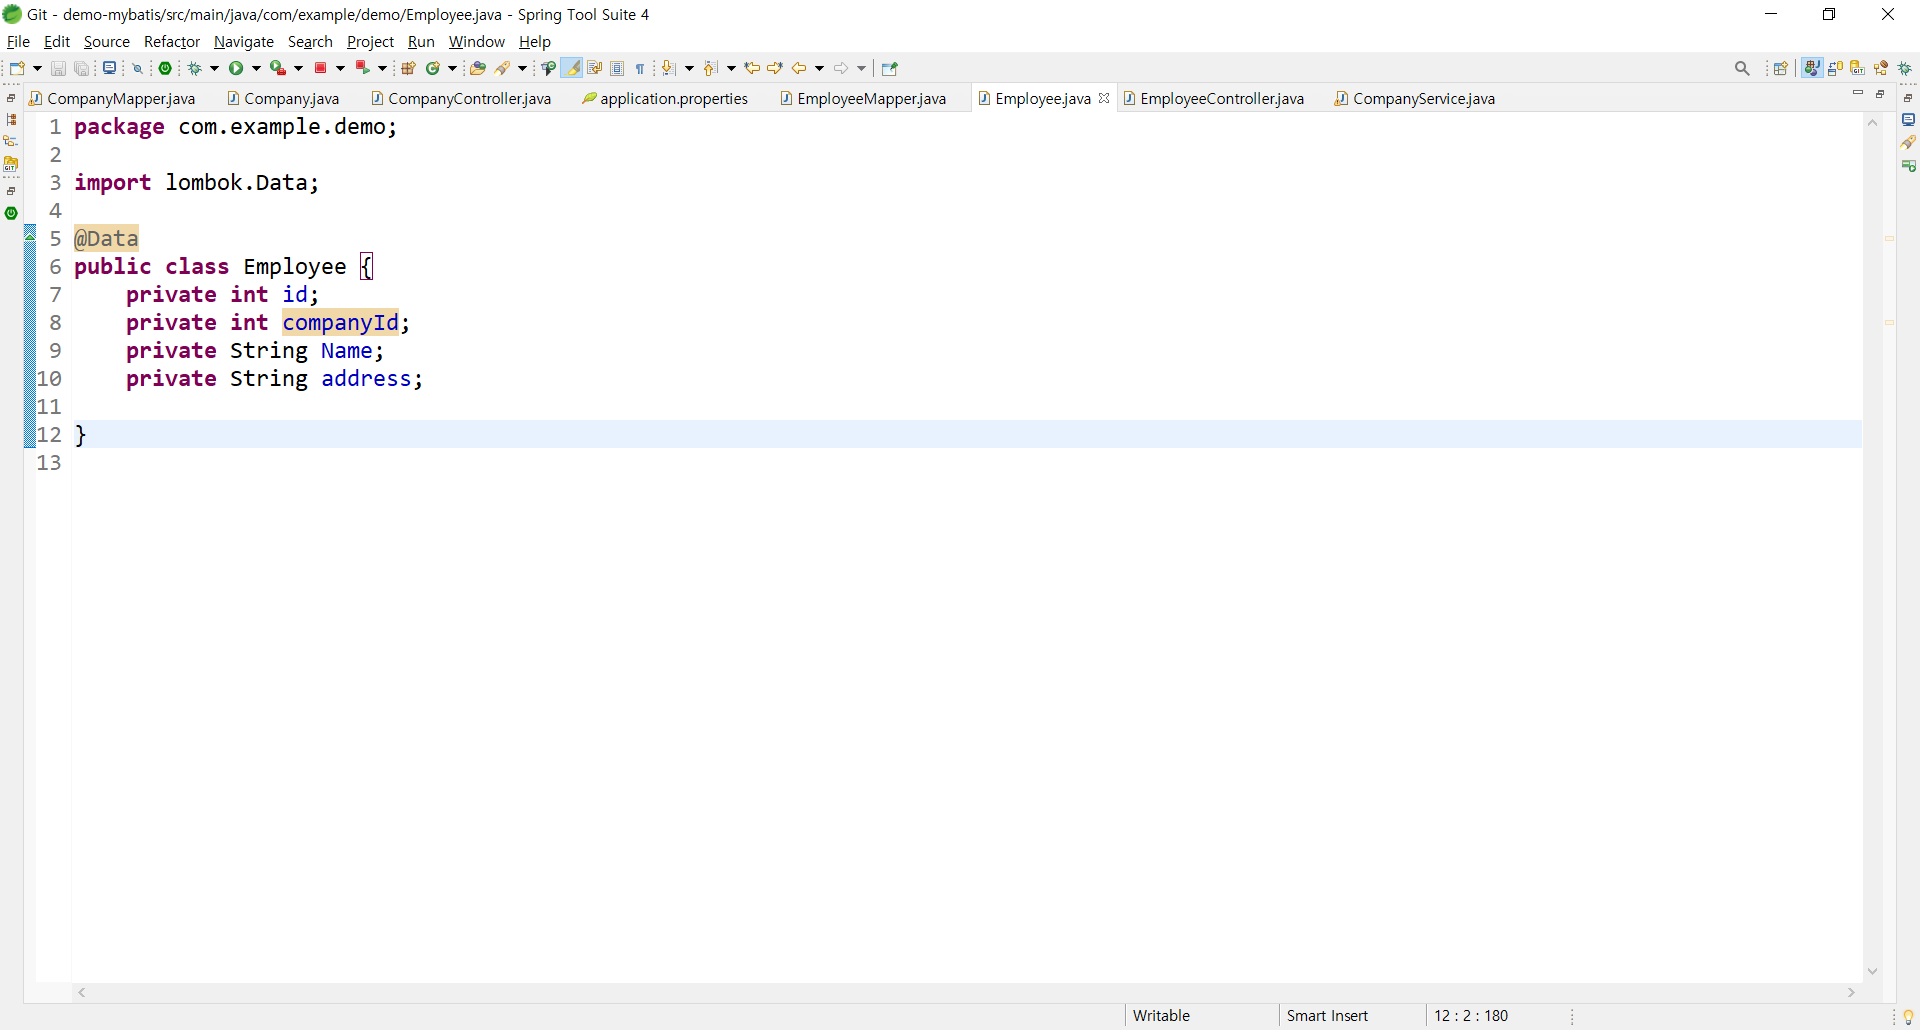 Git - demo-mybatis/src/main/java/com/example/demo/Employee.java - Spring Tool Suite 4
File Edit Source Refactor Navigate Search Project Run Window Help
CompanyMapper.java Company.java CompanyController.java application.properties EmployeeMapper.java Employee.java EmployeeController.java CompanyService.java
1 package com.example.demo;
2
3 import lombok.Data;
4
5 @Data
6 public class Employee {
7 private int id;
8 private int companyId;
9 private String Name;
10 private String address;
11
12 }
13
Writable Smart Insert 12 : 2 : 180